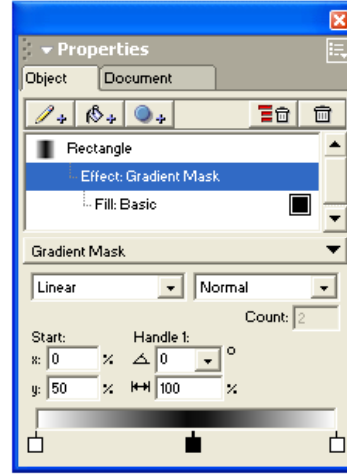 Properties
Object Document
Rectangle
Effect: Gradient Mask
Fill: Basic
Gradient Mask
Linear Normal
Count: 2
Start: Handle 1:
x: 0 % 0 °
y: 50 % 100 %